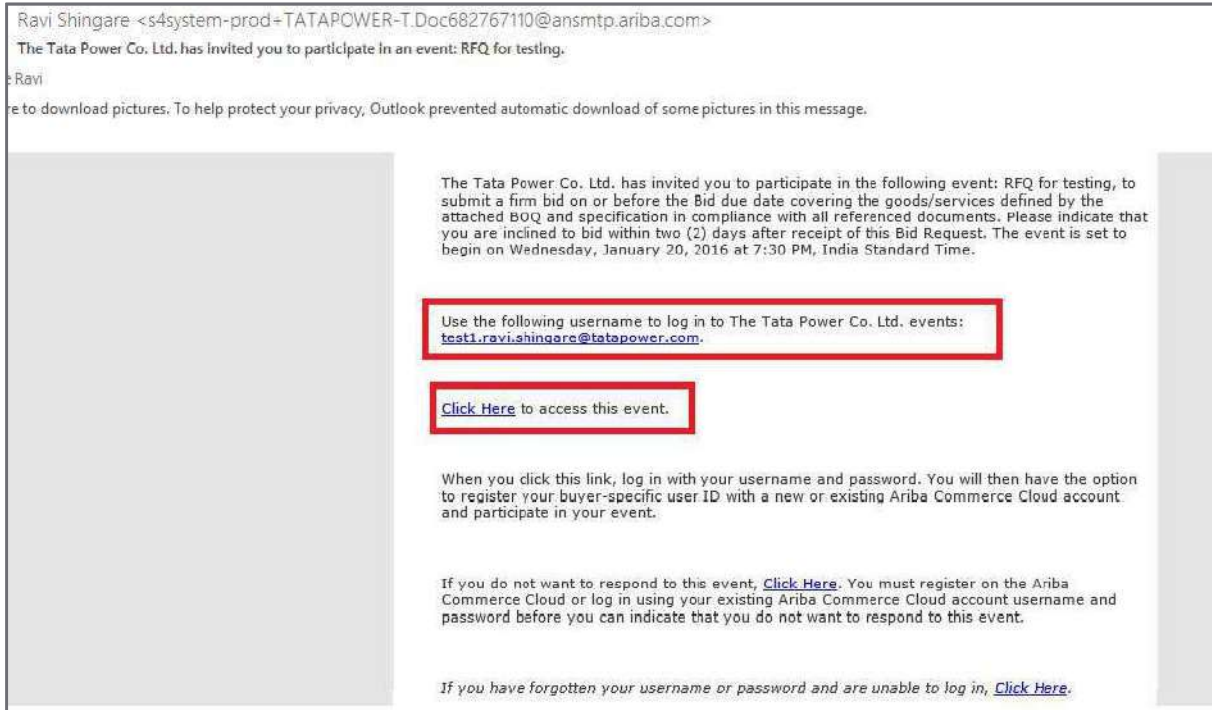 Ravi Shingare <s4system-prod+TATAPOWER-T.Doc682767110@ansmtp.ariba.com>
The Tata Power Co. Ltd. has invited you to participate in an event: RFQ for testing.
e Ravi
re to download pictures. To help protect your privacy, Outlook prevented automatic download of some pictures in this message.
The Tata Power Co. Ltd. has invited you to participate in the following event: RFQ for testing, to
submit a firm bid on or before the Bid due date covering the goods/services defined by the
attached BOQ and specification in compliance with all referenced documents. Please indicate that
you are inclined to bid within two (2) days after receipt of this Bid Request. The event is set to
begin on Wednesday, January 20, 2016 at 7:30 PM, India Standard Time.
Use the following username to log in to The Tata Power Co. Ltd. events:
test1.ravi.shingare@tatapower.com.
Click Here to access this event.
When you click this link, log in with your username and password. You will then have the option
to register your buyer-specific user ID with a new or existing Ariba Commerce Cloud account
and participate in your event.
If you do not want to respond to this event, Click Here. You must register on the Ariba
Commerce Cloud or log in using your existing Ariba Commerce Cloud account username and
password before you can indicate that you do not want to respond to this event.
If you have forgotten your username or password and are unable to log in, Click Here.